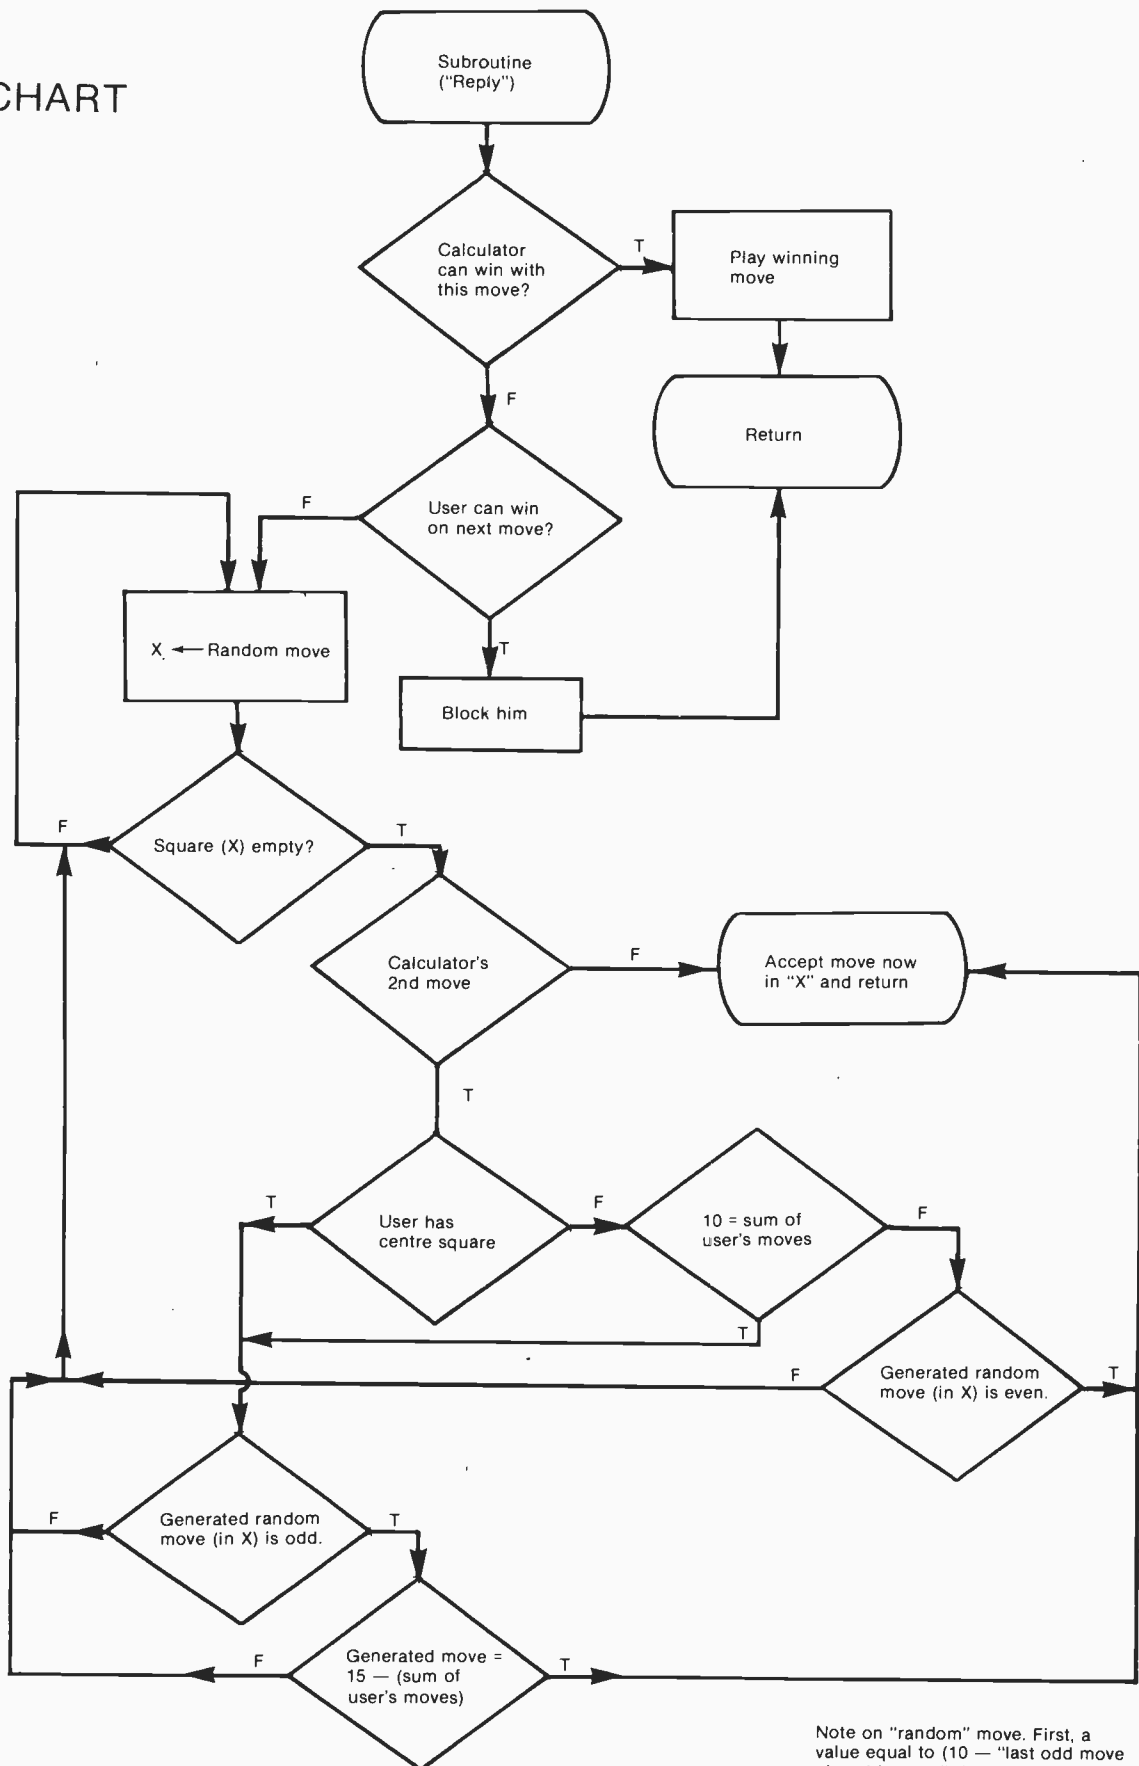 CHART
Subroutine
("Reply")
Calculator
can win with
this move?
T
Play winning
move
F
Return
User can win
on next move?
F
X ← Random move
T
Block him
Square (X) empty?
F
T
Calculator's
2nd move
F
Accept move now
in "X" and return
T
User has
centre square
T
F
10 = sum of
user's moves
F
T
Generated random
move (in X) is even.
F
T
Generated random
move (in X) is odd.
F
T
Generated move =
15 — (sum of
user's moves)
F
T
Note on "random" move. First, a
value equal to (10 — "last odd move